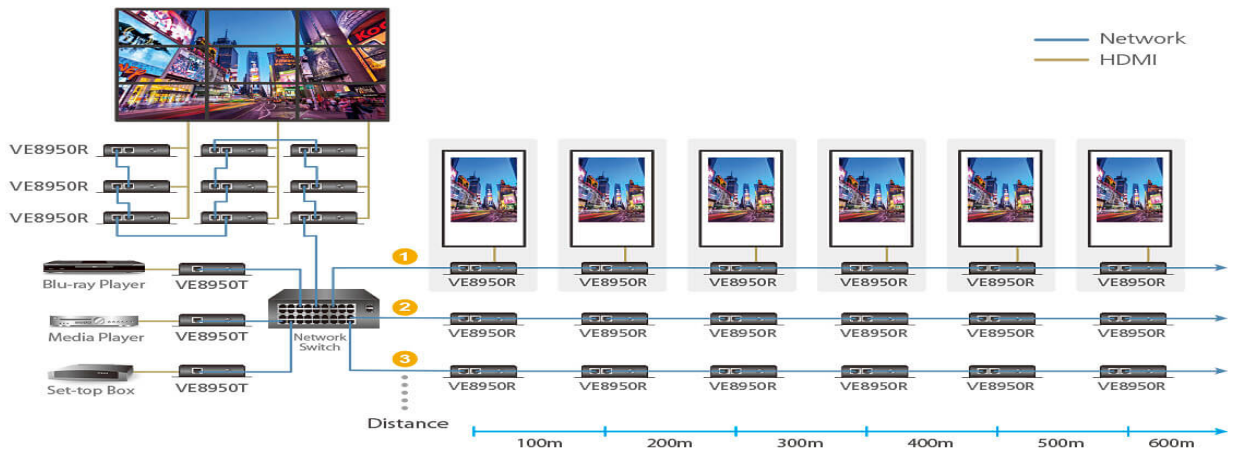 Network
HDMI
VE8950R
VE8950R
VE8950R
Blu-ray Player
VE8950T
Media Player
VE8950T
Set-top Box
VE8950T
Network
Switch
1
VE8950R VE8950R VE8950R VE8950R VE8950R VE8950R
2
VE8950R VE8950R VE8950R VE8950R VE8950R VE8950R
3
VE8950R VE8950R VE8950R VE8950R VE8950R VE8950R
Distance
100m 200m 300m 400m 500m 600m